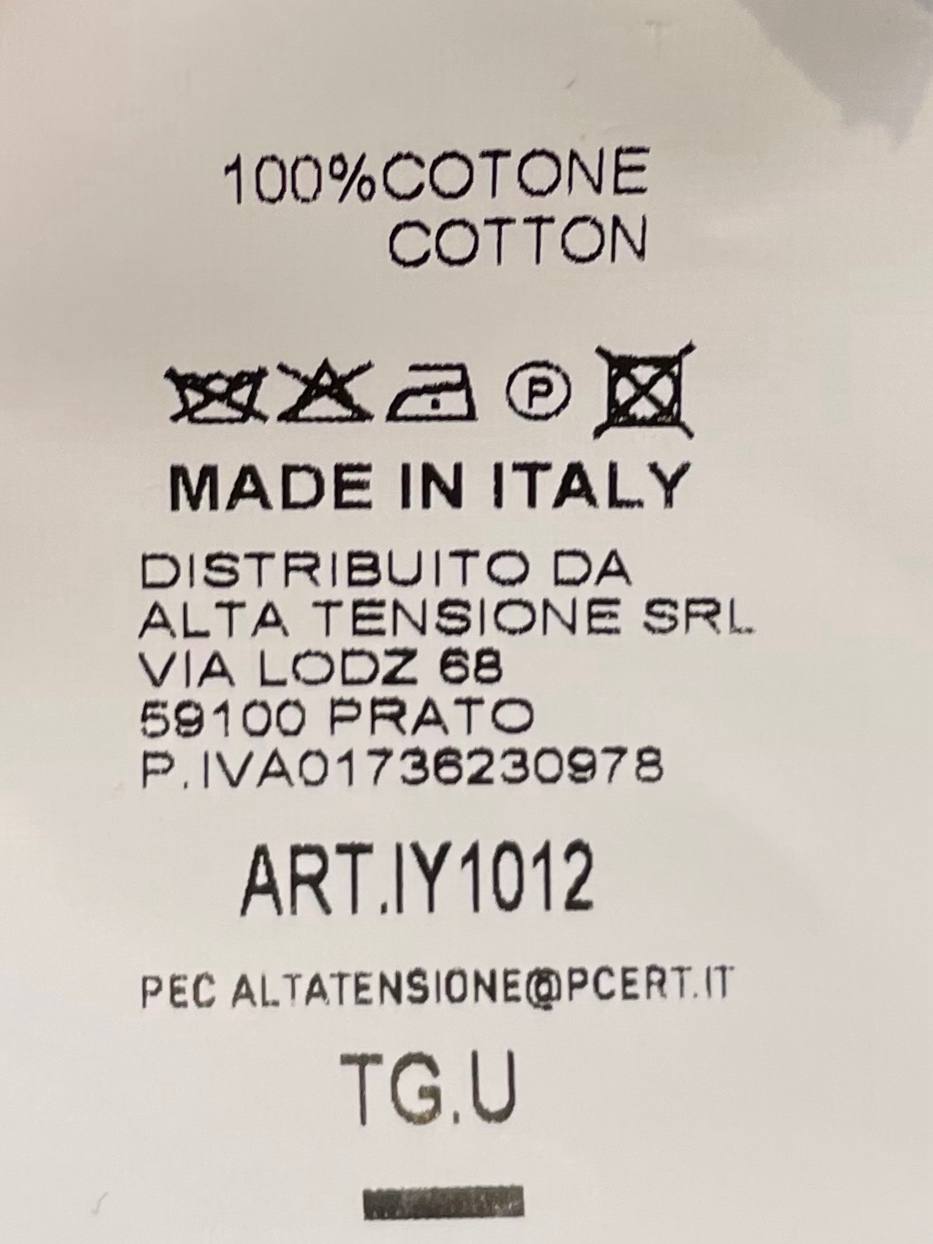 100%COTONE
COTTON
P
MADE IN ITALY
DISTRIBUITO DA
ALTA TENSIONE SRL
VIA LODZ 68
59100 PRATO
P.IVA01736230978
ART.IY1012
PEC ALTATENSIONE@PCERT.IT
TG.U